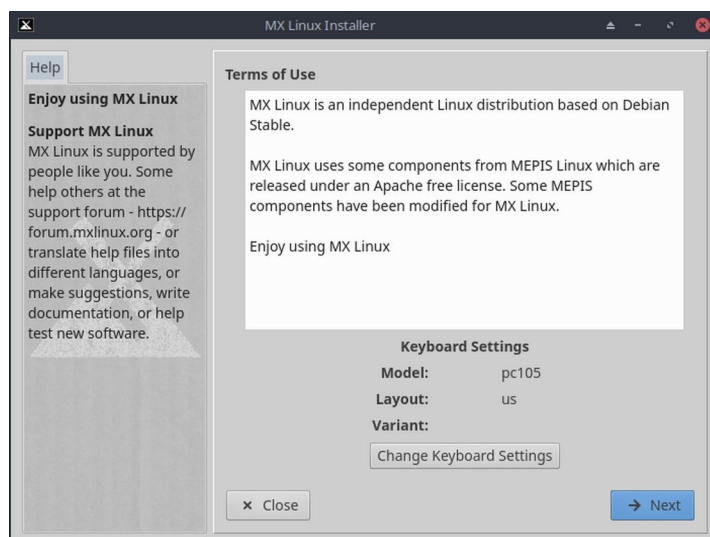 MX Linux Installer
Help
Enjoy using MX Linux
Support MX Linux
MX Linux is supported by
people like you. Some
help others at the
support forum - https://
forum.mxlinux.org - or
translate help files into
different languages, or
make suggestions, write
documentation, or help
test new software.
Terms of Use
MX Linux is an independent Linux distribution based on Debian
Stable.
MX Linux uses some components from MEPIS Linux which are
released under an Apache free license. Some MEPIS
components have been modified for MX Linux.
Enjoy using MX Linux
Keyboard Settings
Model: pc105
Layout: us
Variant:
Change Keyboard Settings
Close
Next